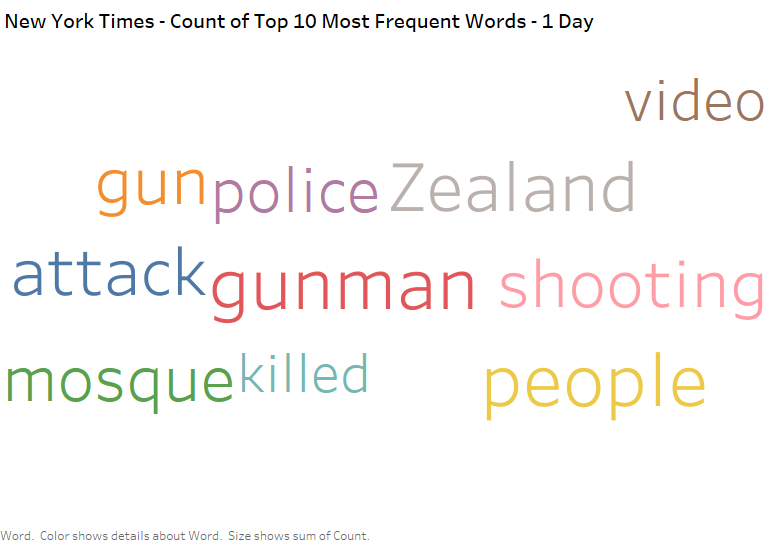 New York Times - Count of Top 10 Most Frequent Words - 1 Day
video
gun police Zealand
attack gunman shooting
mosque killed people
Word. Color shows details about Word. Size shows sum of Count.